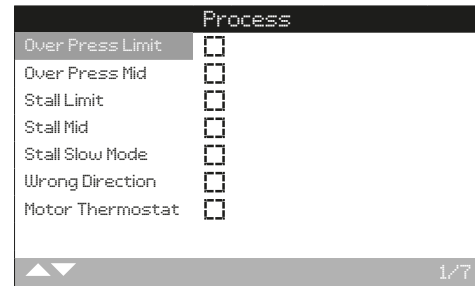 Process
Over Press Limit
Over Press Mid
Stall Limit
Stall Mid
Stall Slow Mode
Wrong Direction
Motor Thermostat
1/7